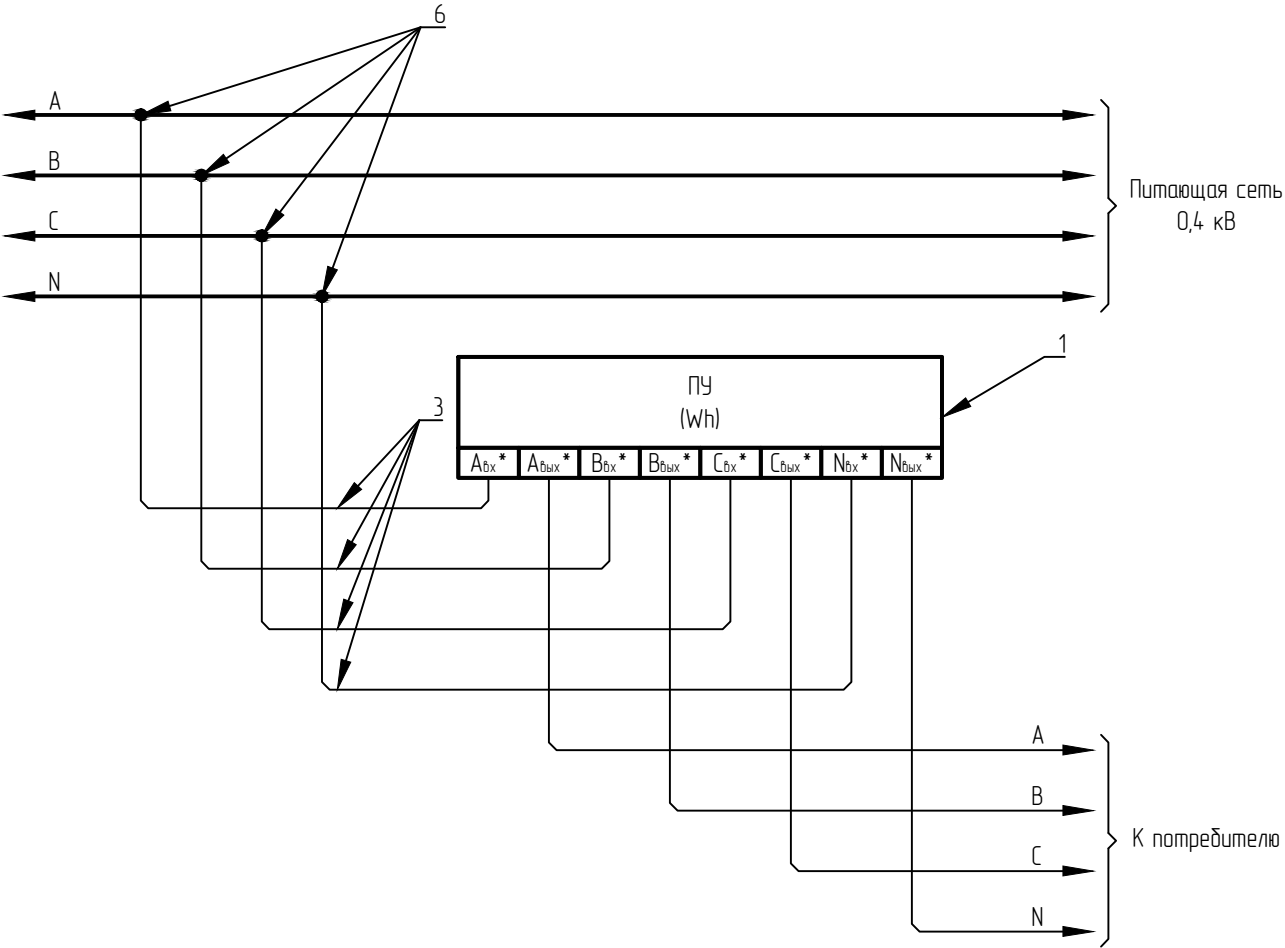 6
A
B
C
N
Питающая сеть
0,4 кВ
1
ПУ
(Wh)
3
Aвх* Aвых* Bвх* Bвых* Cвх* Cвых* Nвх* Nвых*
A
B
C
N
К потребителю